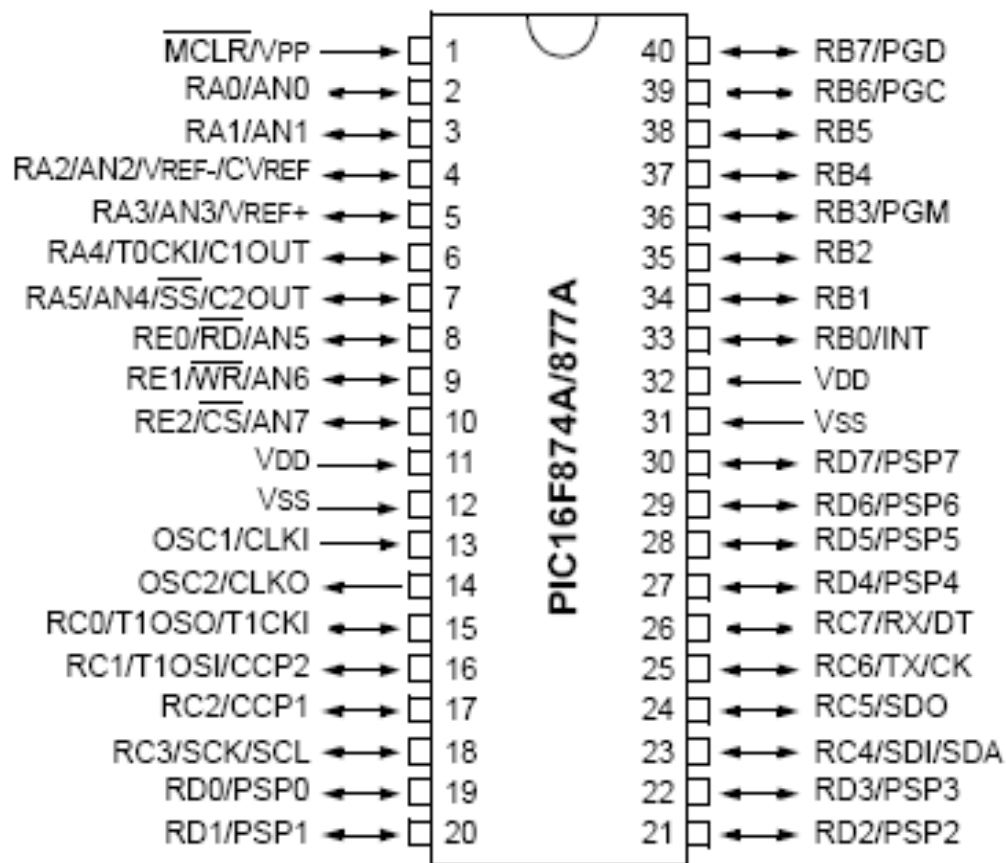 MCLR/VPP 1 40 RB7/PGD
RA0/AN0 2 39 RB6/PGC
RA1/AN1 3 38 RB5
RA2/AN2/VREF-/CVREF 4 37 RB4
RA3/AN3/VREF+ 5 36 RB3/PGM
RA4/T0CKI/C1OUT 6 35 RB2
RA5/AN4/SS/C2OUT 7 34 RB1
RE0/RD/AN5 8 33 RB0/INT
RE1/WR/AN6 9 32 VDD
RE2/CS/AN7 10 31 VSS
VDD 11 30 RD7/PSP7
VSS 12 29 RD6/PSP6
OSC1/CLKI 13 28 RD5/PSP5
OSC2/CLKO 14 27 RD4/PSP4
RC0/T1OSO/T1CKI 15 26 RC7/RX/DT
RC1/T1OSI/CCP2 16 25 RC6/TX/CK
RC2/CCP1 17 24 RC5/SDO
RC3/SCK/SCL 18 23 RC4/SDI/SDA
RD0/PSP0 19 22 RD3/PSP3
RD1/PSP1 20 21 RD2/PSP2
PIC16F874A/877A